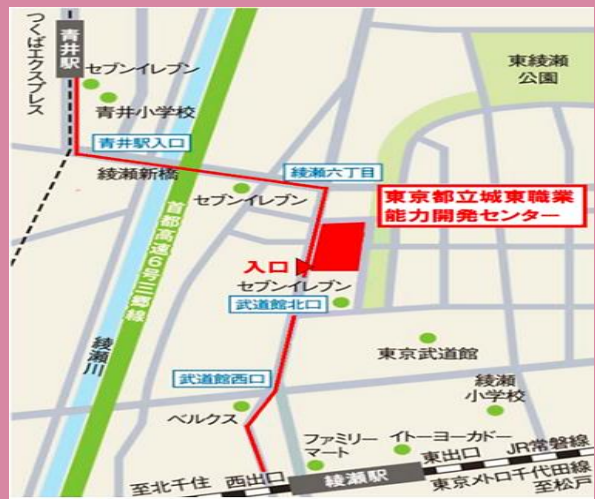 つくばエクスプレス
青井駅
セブンイレブン
青井小学校
青井駅入口
綾瀬新橋
セブンイレブン
綾瀬六丁目
東綾瀬
公園
東京都立城東職業
能力開発センター
入口
セブンイレブン
武道館北口
首都高速6号三郷線
綾瀬川
東京武道館
武道館西口
ベルクス
綾瀬
小学校
ファミリー
マート
イトーヨーカドー
東出口
JR常磐線
至北千住
西出口
綾瀬駅
東京メトロ千代田線
至松戸